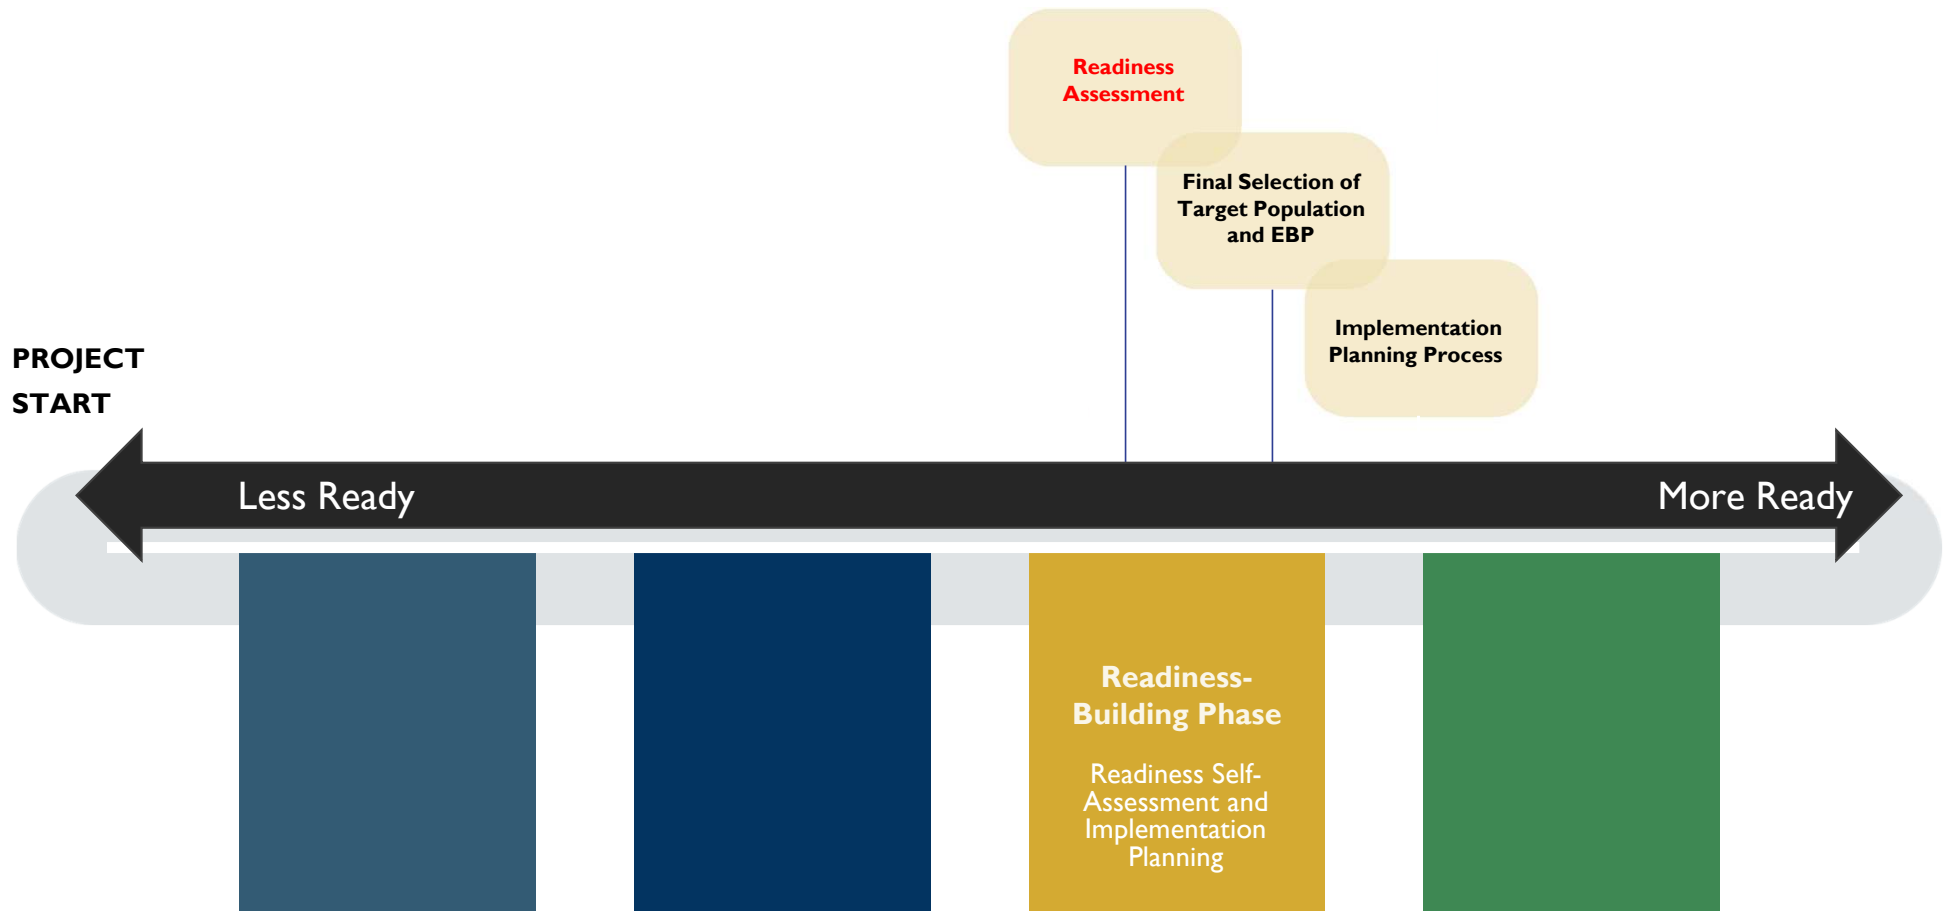 Readiness
Assessment
Final Selection of
Target Population
and EBP
Implementation
Planning Process
PROJECT
START
Less Ready
More Ready
Readiness-
Building Phase
Readiness Self-
Assessment and
Implementation
Planning